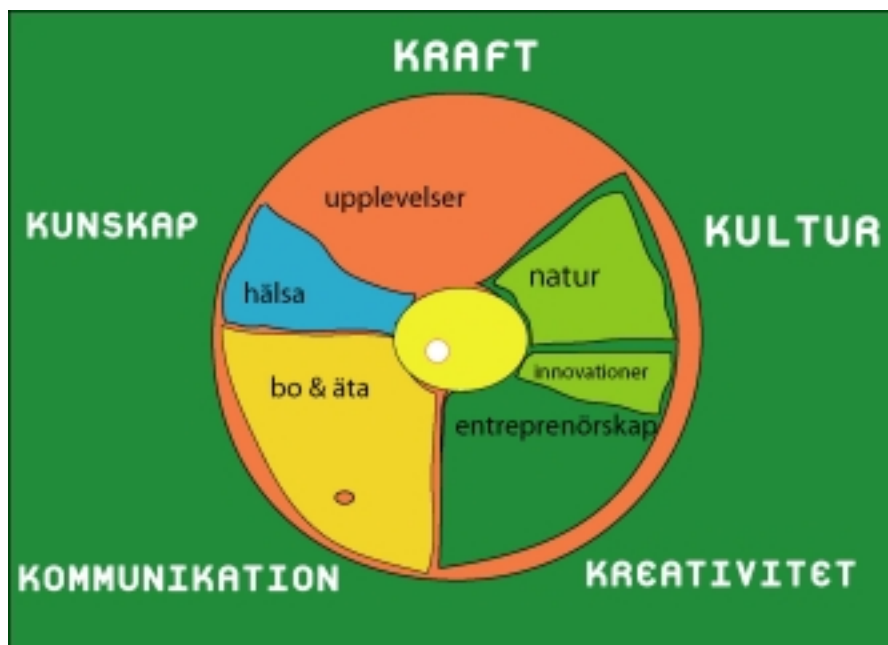 KRAFT
upplevelser
KUNSKAP
KULTUR
natur
hälsa
innovationer
bo & äta
entreprenörskap
KOMMUNIKATION
KREATIVITET